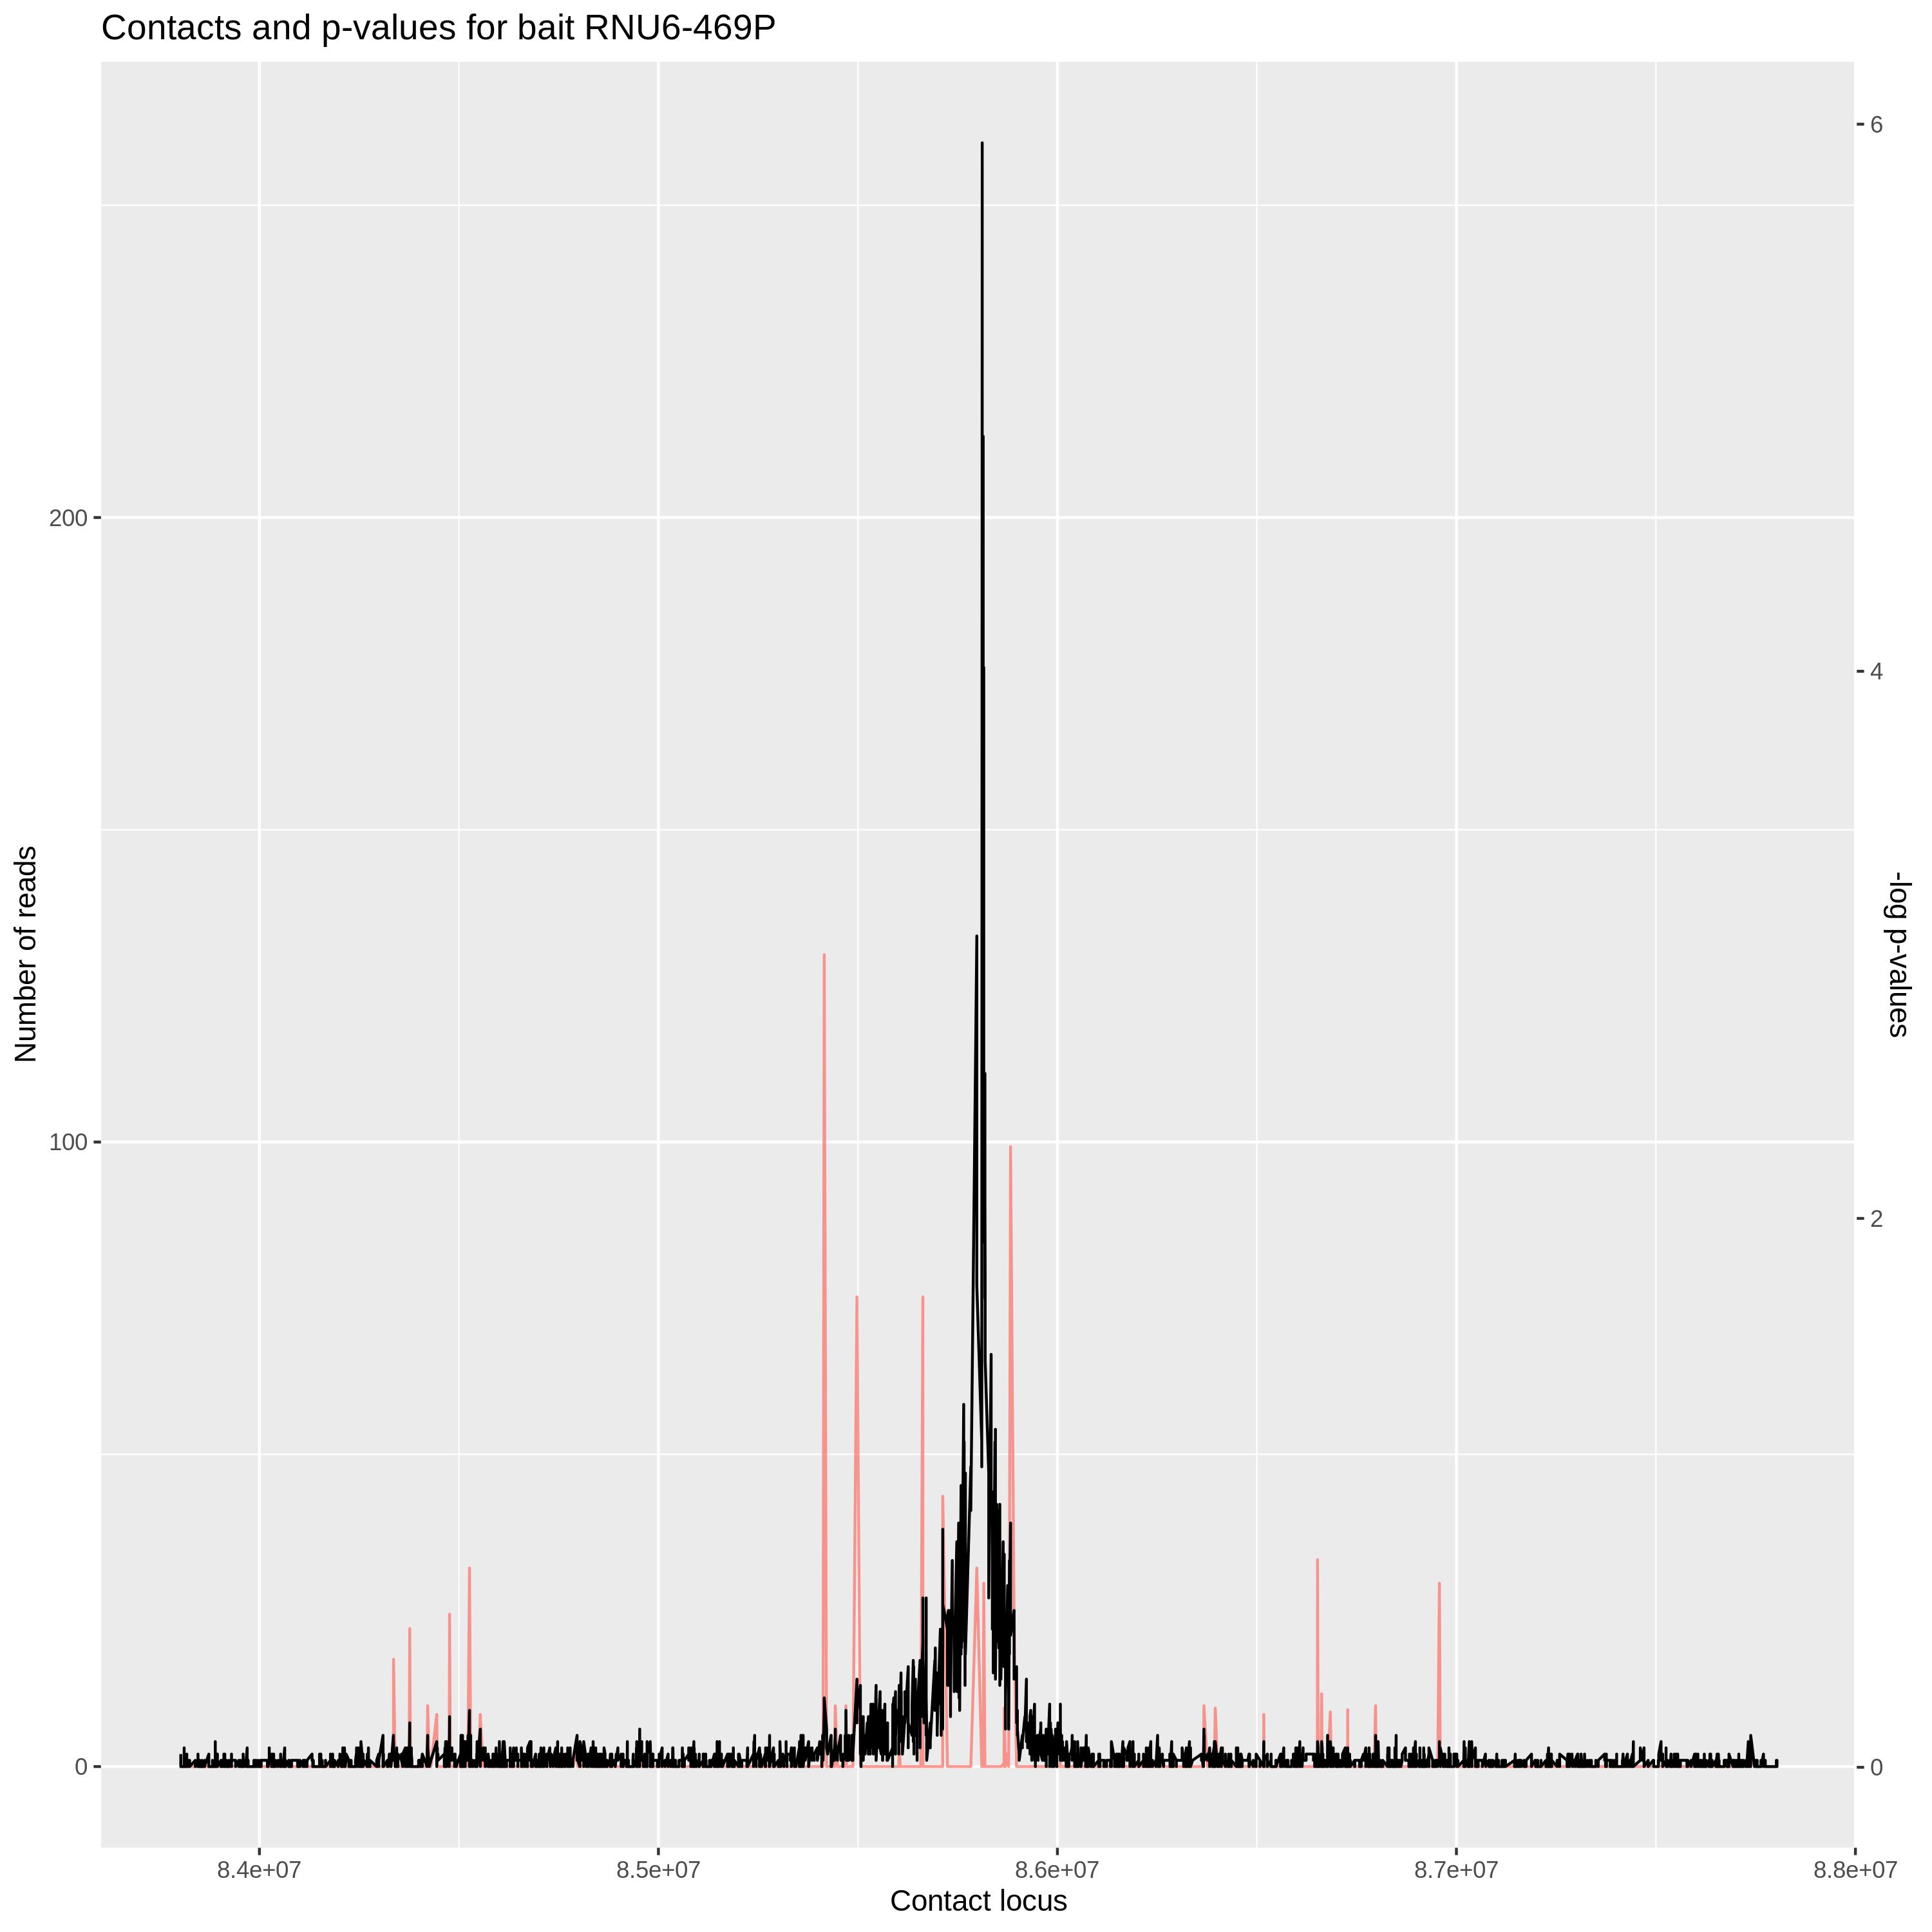 Contacts and p-values for bait RNU6-469P
6
200
4
Number of reads
-log p-values
100
2
0
0
8.4e+07 8.5e+07 8.6e+07 8.7e+07 8.8e+07
Contact locus